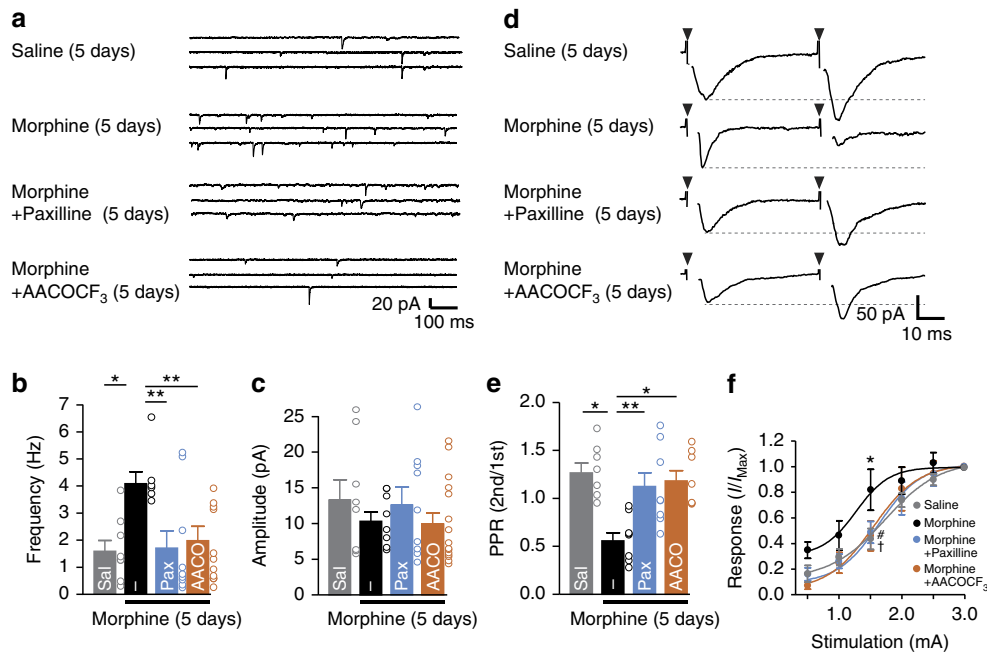 a
Saline (5 days)
Morphine (5 days)
Morphine
+Paxilline (5 days)
Morphine
+AACOCF3 (5 days)
20 pA
100 ms
d
Saline (5 days)
Morphine (5 days)
Morphine
+Paxilline (5 days)
Morphine
+AACOCF3 (5 days)
50 pA
10 ms
b
Frequency (Hz)
7
6
5
4
3
2
1
0
*
**
**
Sal
–
Pax
AACO
Morphine (5 days)
c
Amplitude (pA)
25
20
15
10
5
0
Sal
–
Pax
AACO
Morphine (5 days)
e
PPR (2nd/1st)
2.0
1.5
1.0
0.5
0
*
**
*
Sal
–
Pax
AACO
Morphine (5 days)
f
Response (I/IMax)
1.2
1.0
0.8
0.6
0.4
0.2
0.00
*
#
‡
Saline
Morphine
Morphine
+Paxilline
Morphine
+AACOCF3
1.0
2.0
3.0
Stimulation (mA)